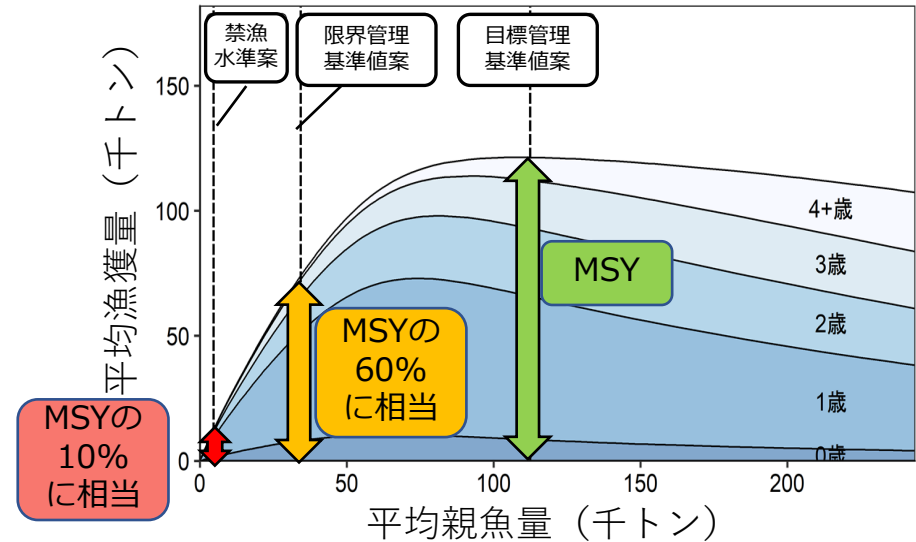 禁漁
水準案
限界管理
基準値案
目標管理
基準値案
平均漁獲量（千トン）
150
100
50
0
4+歳
3歳
2歳
1歳
0歳
MSY
MSYの
60%
に相当
MSYの
10%
に相当
0
50
100
150
200
平均親魚量（千トン）